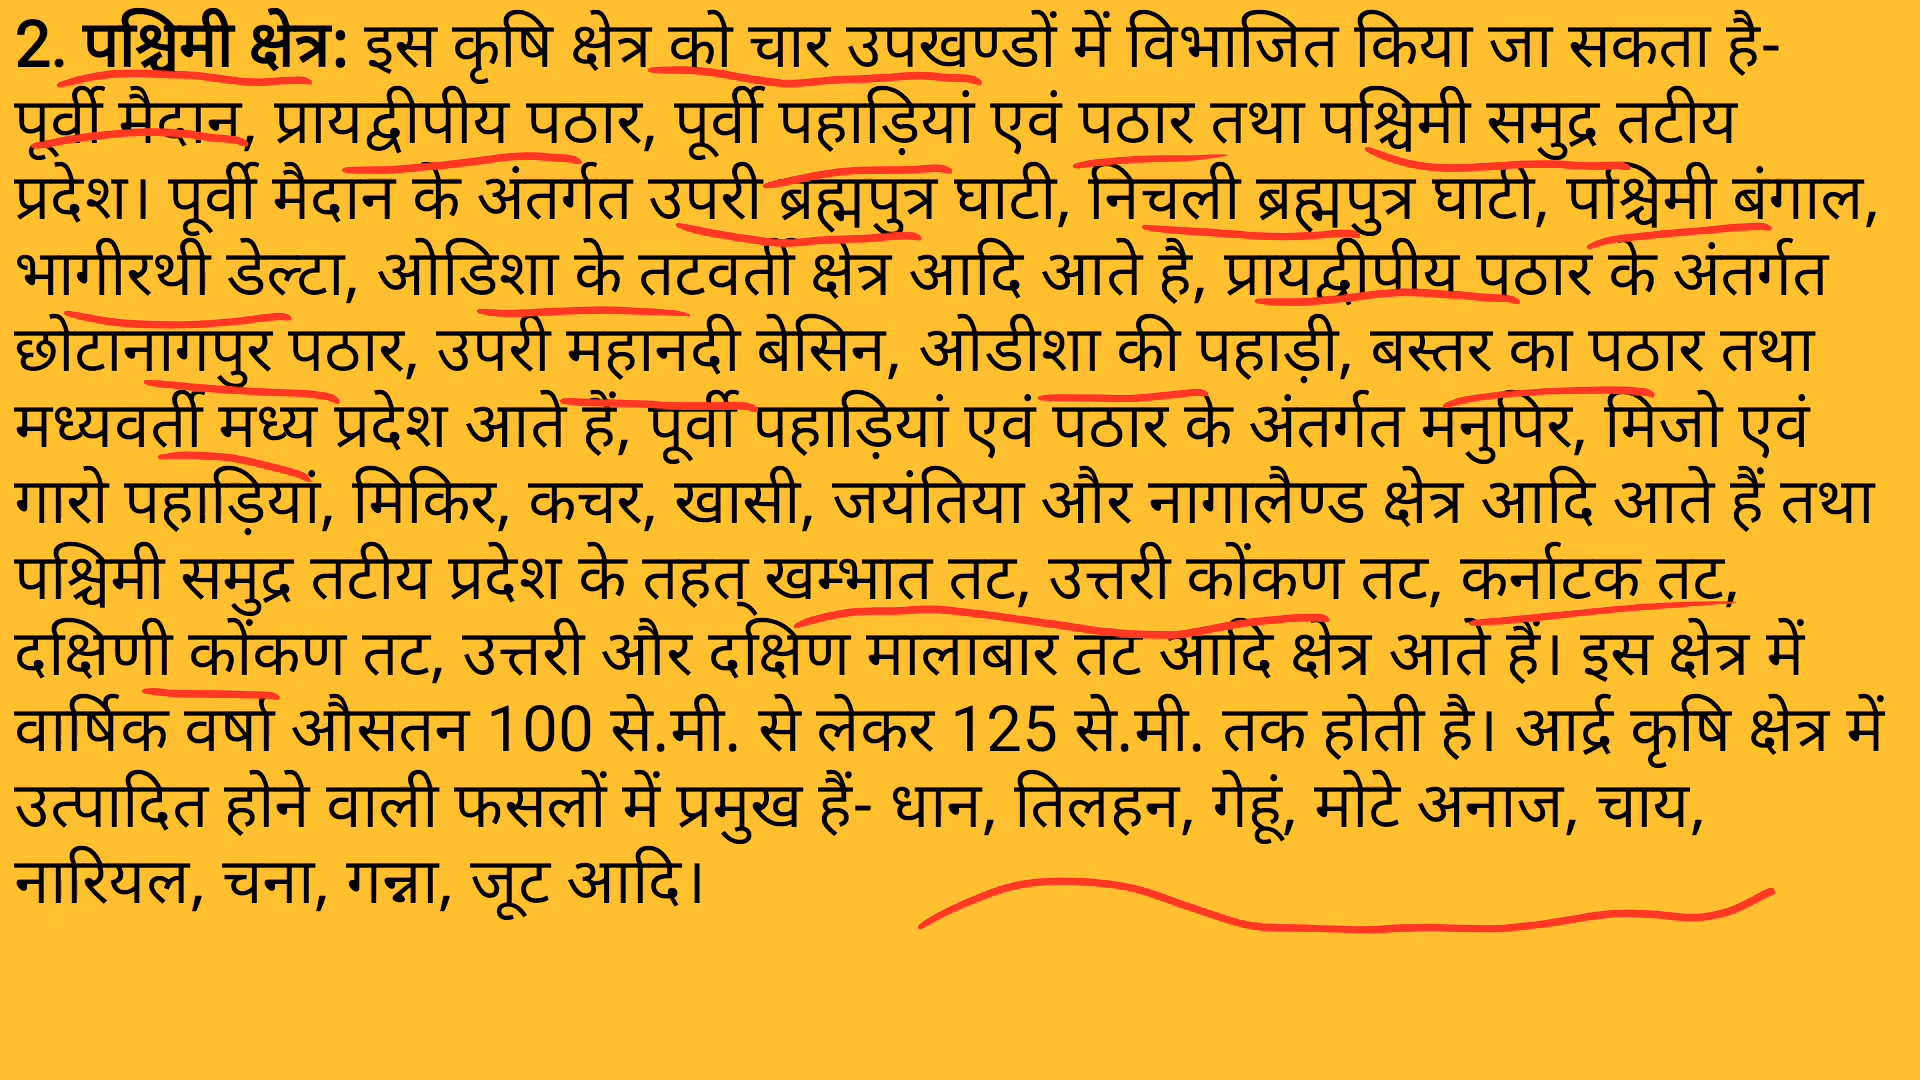 2. पश्चिमी क्षेत्र: इस कृषि क्षेत्र को चार उपखण्डों में विभाजित किया जा सकता है-
पूर्वी मैदान, प्रायद्वीपीय पठार, पूर्वी पहाड़ियां एवं पठार तथा पश्चिमी समुद्र तटीय
प्रदेश। पूर्वी मैदान के अंतर्गत उपरी ब्रह्मपुत्र घाटी, निचली ब्रह्मपुत्र घाटी, पश्चिमी बंगाल,
भागीरथी डेल्टा, ओडिशा के तटवर्ती क्षेत्र आदि आते है, प्रायद्वीपीय पठार के अंतर्गत
छोटानागपुर पठार, उपरी महानदी बेसिन, ओडीशा की पहाड़ी, बस्तर का पठार तथा
मध्यवर्ती मध्य प्रदेश आते हैं, पूर्वी पहाड़ियां एवं पठार के अंतर्गत मनुपिर, मिजो एवं
गारो पहाड़ियां, मिकिर, कचर, खासी, जयंतिया और नागालैण्ड क्षेत्र आदि आते हैं तथा
पश्चिमी समुद्र तटीय प्रदेश के तहत् खम्भात तट, उत्तरी कोंकण तट, कर्नाटक तट,
दक्षिणी कोंकण तट, उत्तरी और दक्षिण मालाबार तट आदि क्षेत्र आते हैं। इस क्षेत्र में
वार्षिक वर्षा औसतन 100 से.मी. से लेकर 125 से.मी. तक होती है। आर्द्र कृषि क्षेत्र में
उत्पादित होने वाली फसलों में प्रमुख हैं- धान, तिलहन, गेहूं, मोटे अनाज, चाय,
नारियल, चना, गन्ना, जूट आदि।